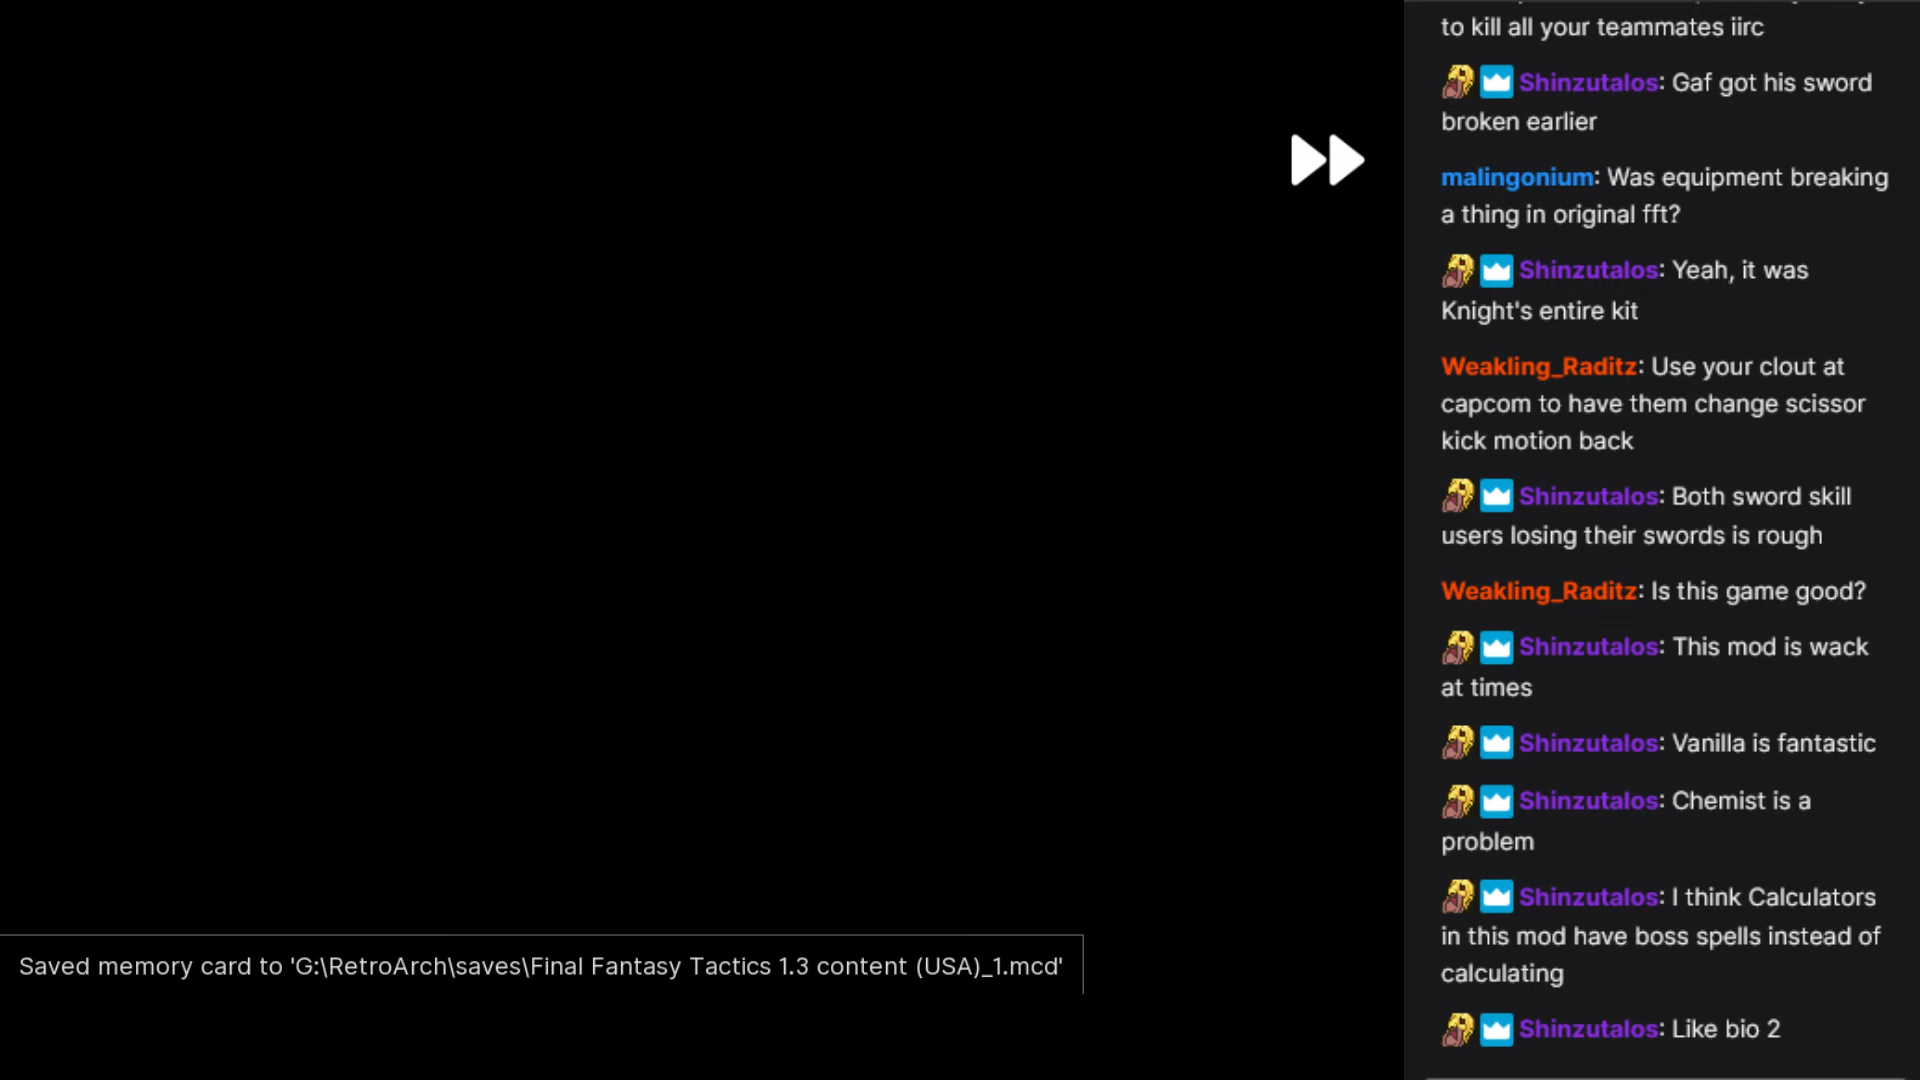 to kill all your teammates iirc
Shinzutalos: Gaf got his sword
broken earlier
malingonium: Was equipment breaking
a thing in original fft?
Shinzutalos: Yeah, it was
Knight's entire kit
Weakling_Raditz: Use your clout at
capcom to have them change scissor
kick motion back
Shinzutalos: Both sword skill
users losing their swords is rough
Weakling_Raditz: Is this game good?
Shinzutalos: This mod is wack
at times
Shinzutalos: Vanilla is fantastic
Shinzutalos: Chemist is a
problem
Shinzutalos: I think Calculators
in this mod have boss spells instead of
calculating
Shinzutalos: Like bio 2
Saved memory card to 'G:\RetroArch\saves\Final Fantasy Tactics 1.3 content (USA)_1.mcd'